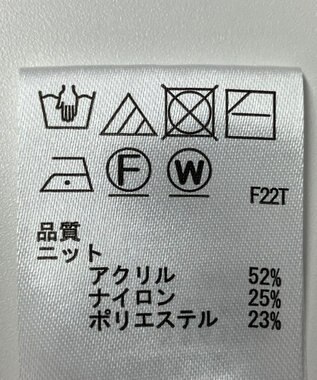 F W
F22T
品質
ニット
アクリル 52%
ナイロン 25%
ポリエステル 23%